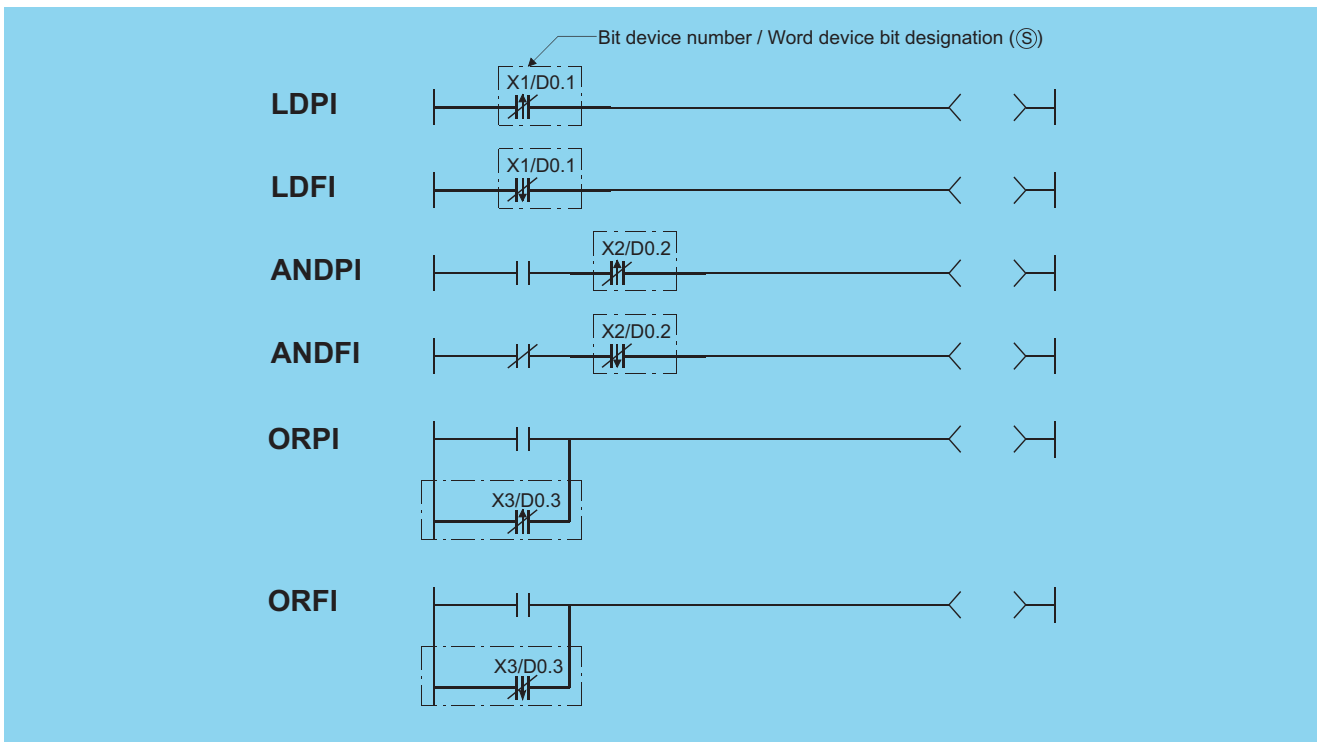 Bit device number / Word device bit designation (Ⓢ)
LDPI
X1/D0.1
LDFI
X1/D0.1
ANDPI
X2/D0.2
ANDFI
X2/D0.2
ORPI
X3/D0.3
ORFI
X3/D0.3